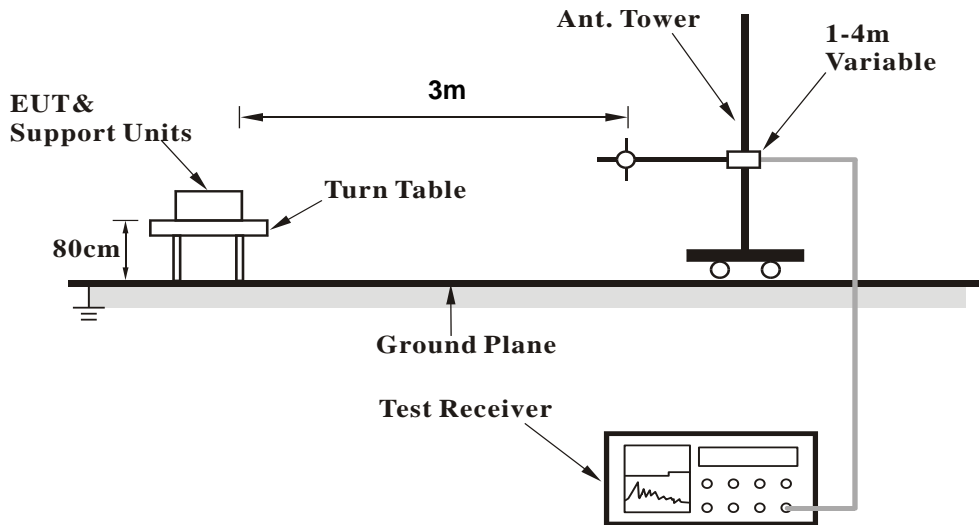 Ant. Tower
1-4m
Variable
3m
EUT&
Support Units
Turn Table
80cm
Ground Plane
Test Receiver